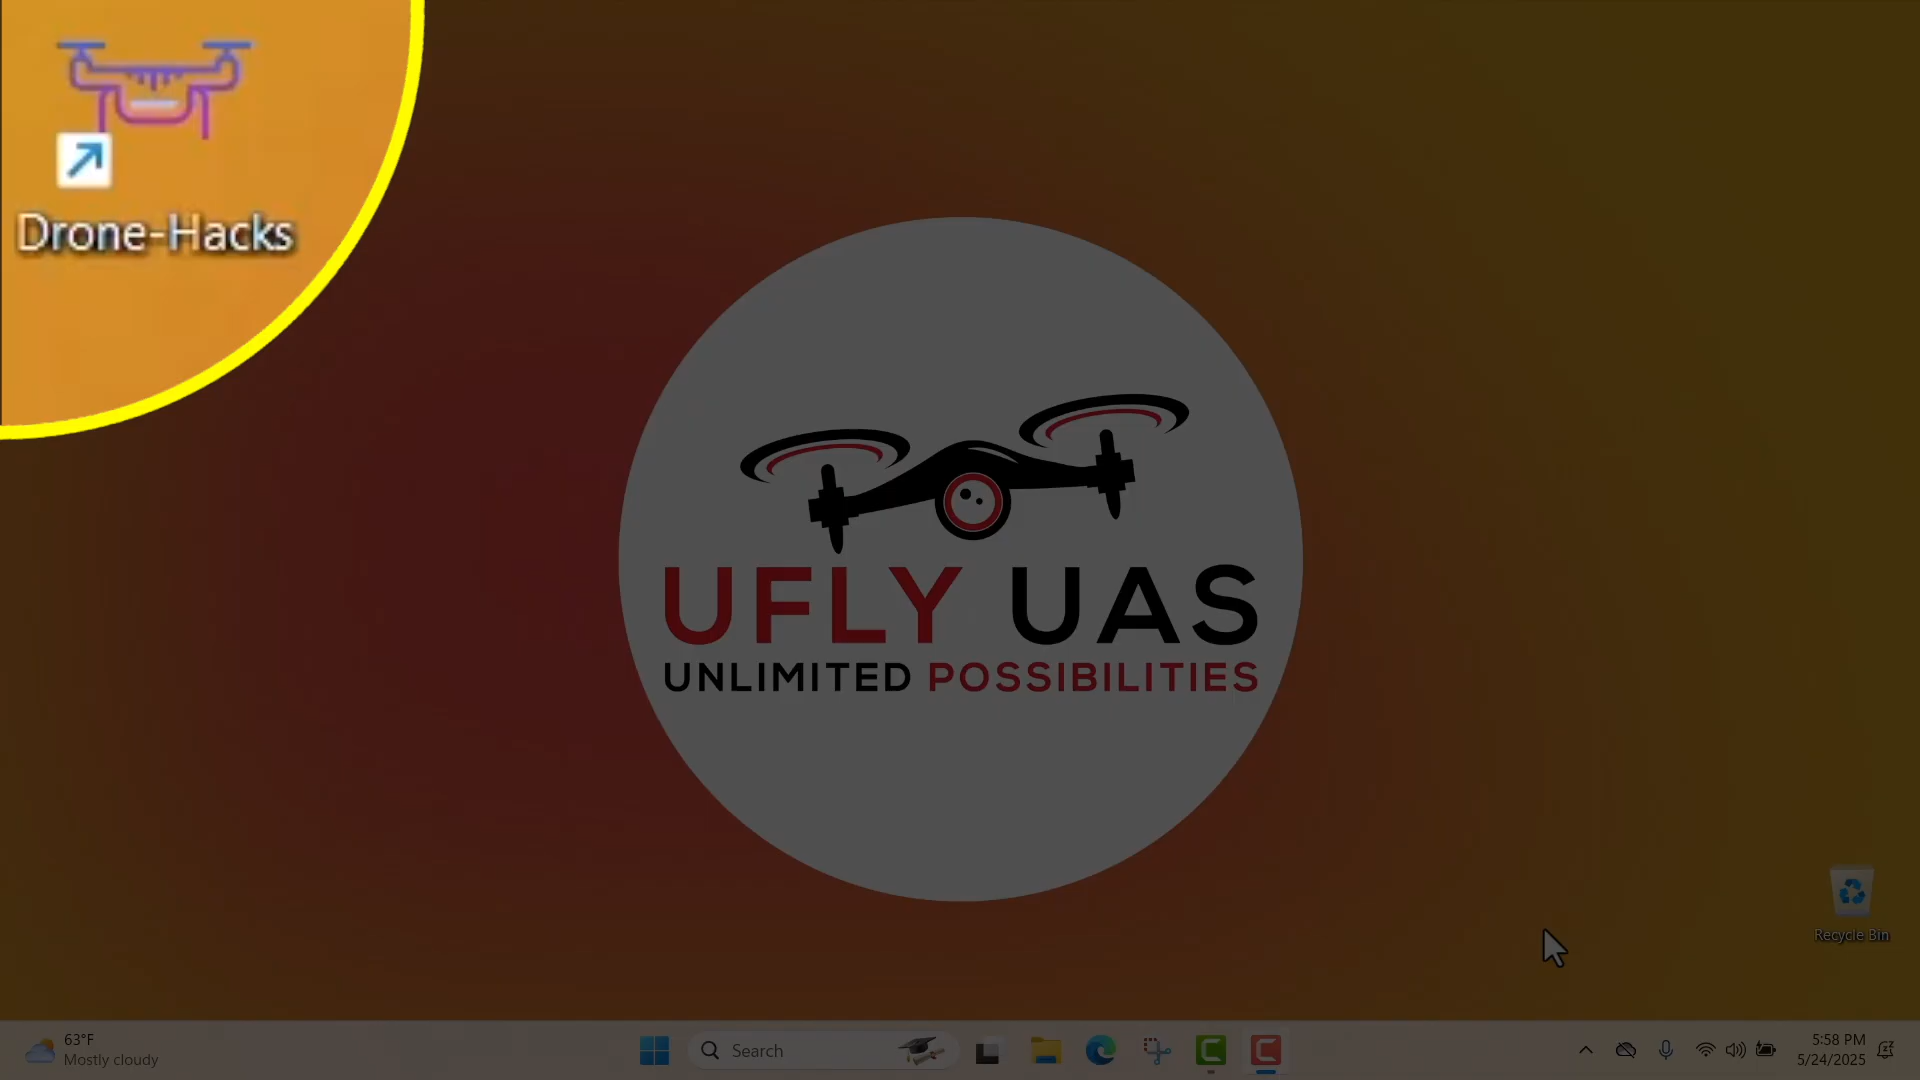 Drone-Hacks
UFLY UAS
UNLIMITED POSSIBILITIES
Recycle Bin
63°F
Mostly cloudy
Search
5:58 PM
5/24/2025